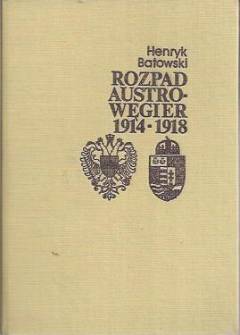 Henryk
Batowski
ROZPAD
AUSTRO-
WĘGIER
1914-1918